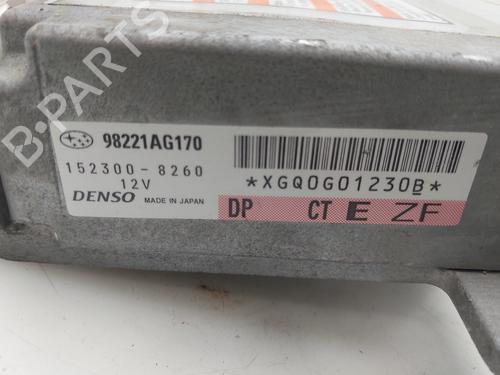 B-PARTS
98221AG170
152300-8260
12V
DENSO MADE IN JAPAN
*XGQ0G01230B*
DP CT E ZF